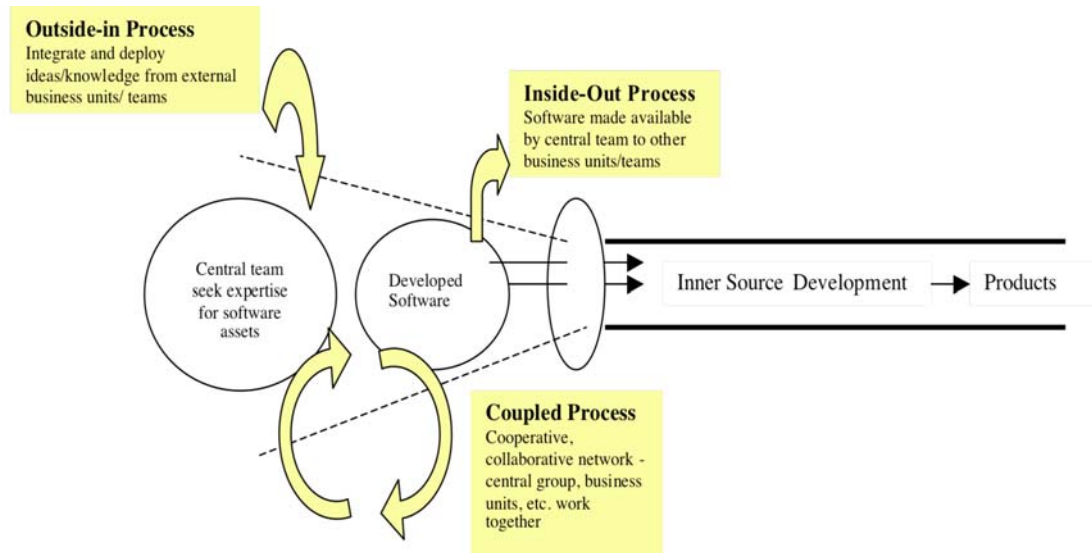 Outside-in Process
Integrate and deploy
ideas/knowledge from external
business units/ teams
Inside-Out Process
Software made available
by central team to other
business units/teams
Central team
seek expertise
for software
assets
Developed
Software
Inner Source Development
Products
Coupled Process
Cooperative,
collaborative network -
central group, business
units, etc. work
together